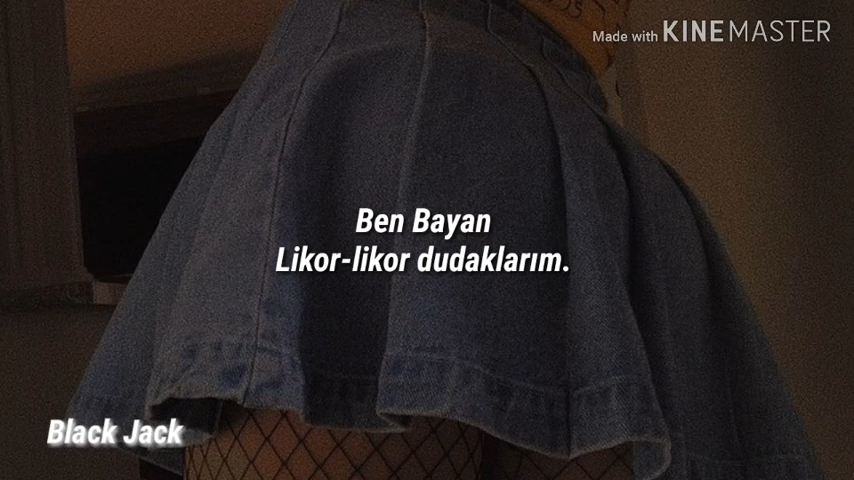 Made with KINEMASTER
Ben Bayan
Likor-likor dudaklarım.
Black Jack